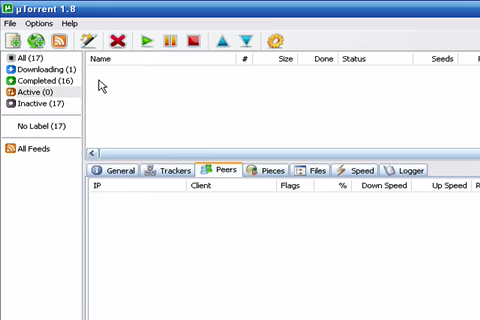 µTorrent 1.8
File Options Help
All (17)
Downloading (1)
Completed (16)
Active (0)
Inactive (17)
No Label (17)
All Feeds
Name # Size Done Status Seeds
General Trackers Peers Pieces Files Speed Logger
IP Client Flags % Down Speed Up Speed